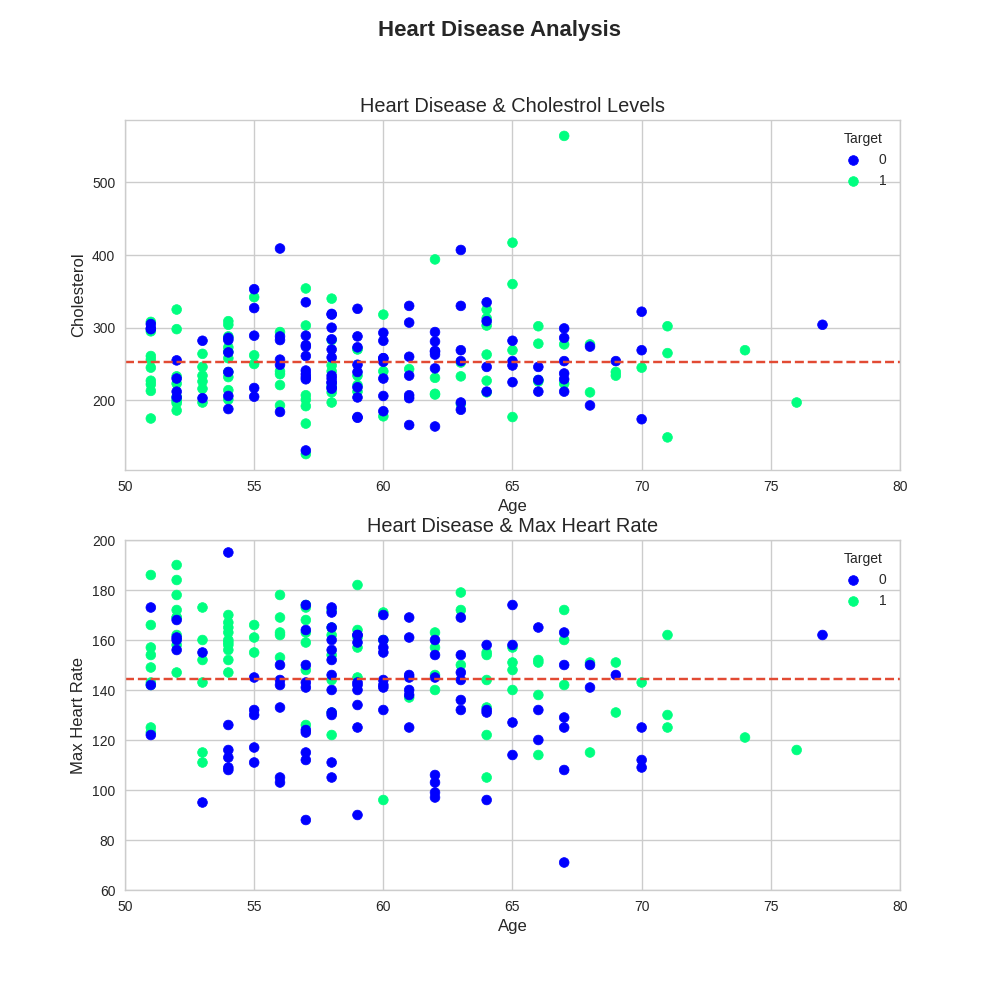 Heart Disease Analysis
Heart Disease & Cholestrol Levels
Target
0
1
500
400
300
200
Cholesterol
50 55 60 65 70 75 80
Age
Heart Disease & Max Heart Rate
Target
0
1
200
180
160
140
120
100
80
60
Max Heart Rate
50 55 60 65 70 75 80
Age